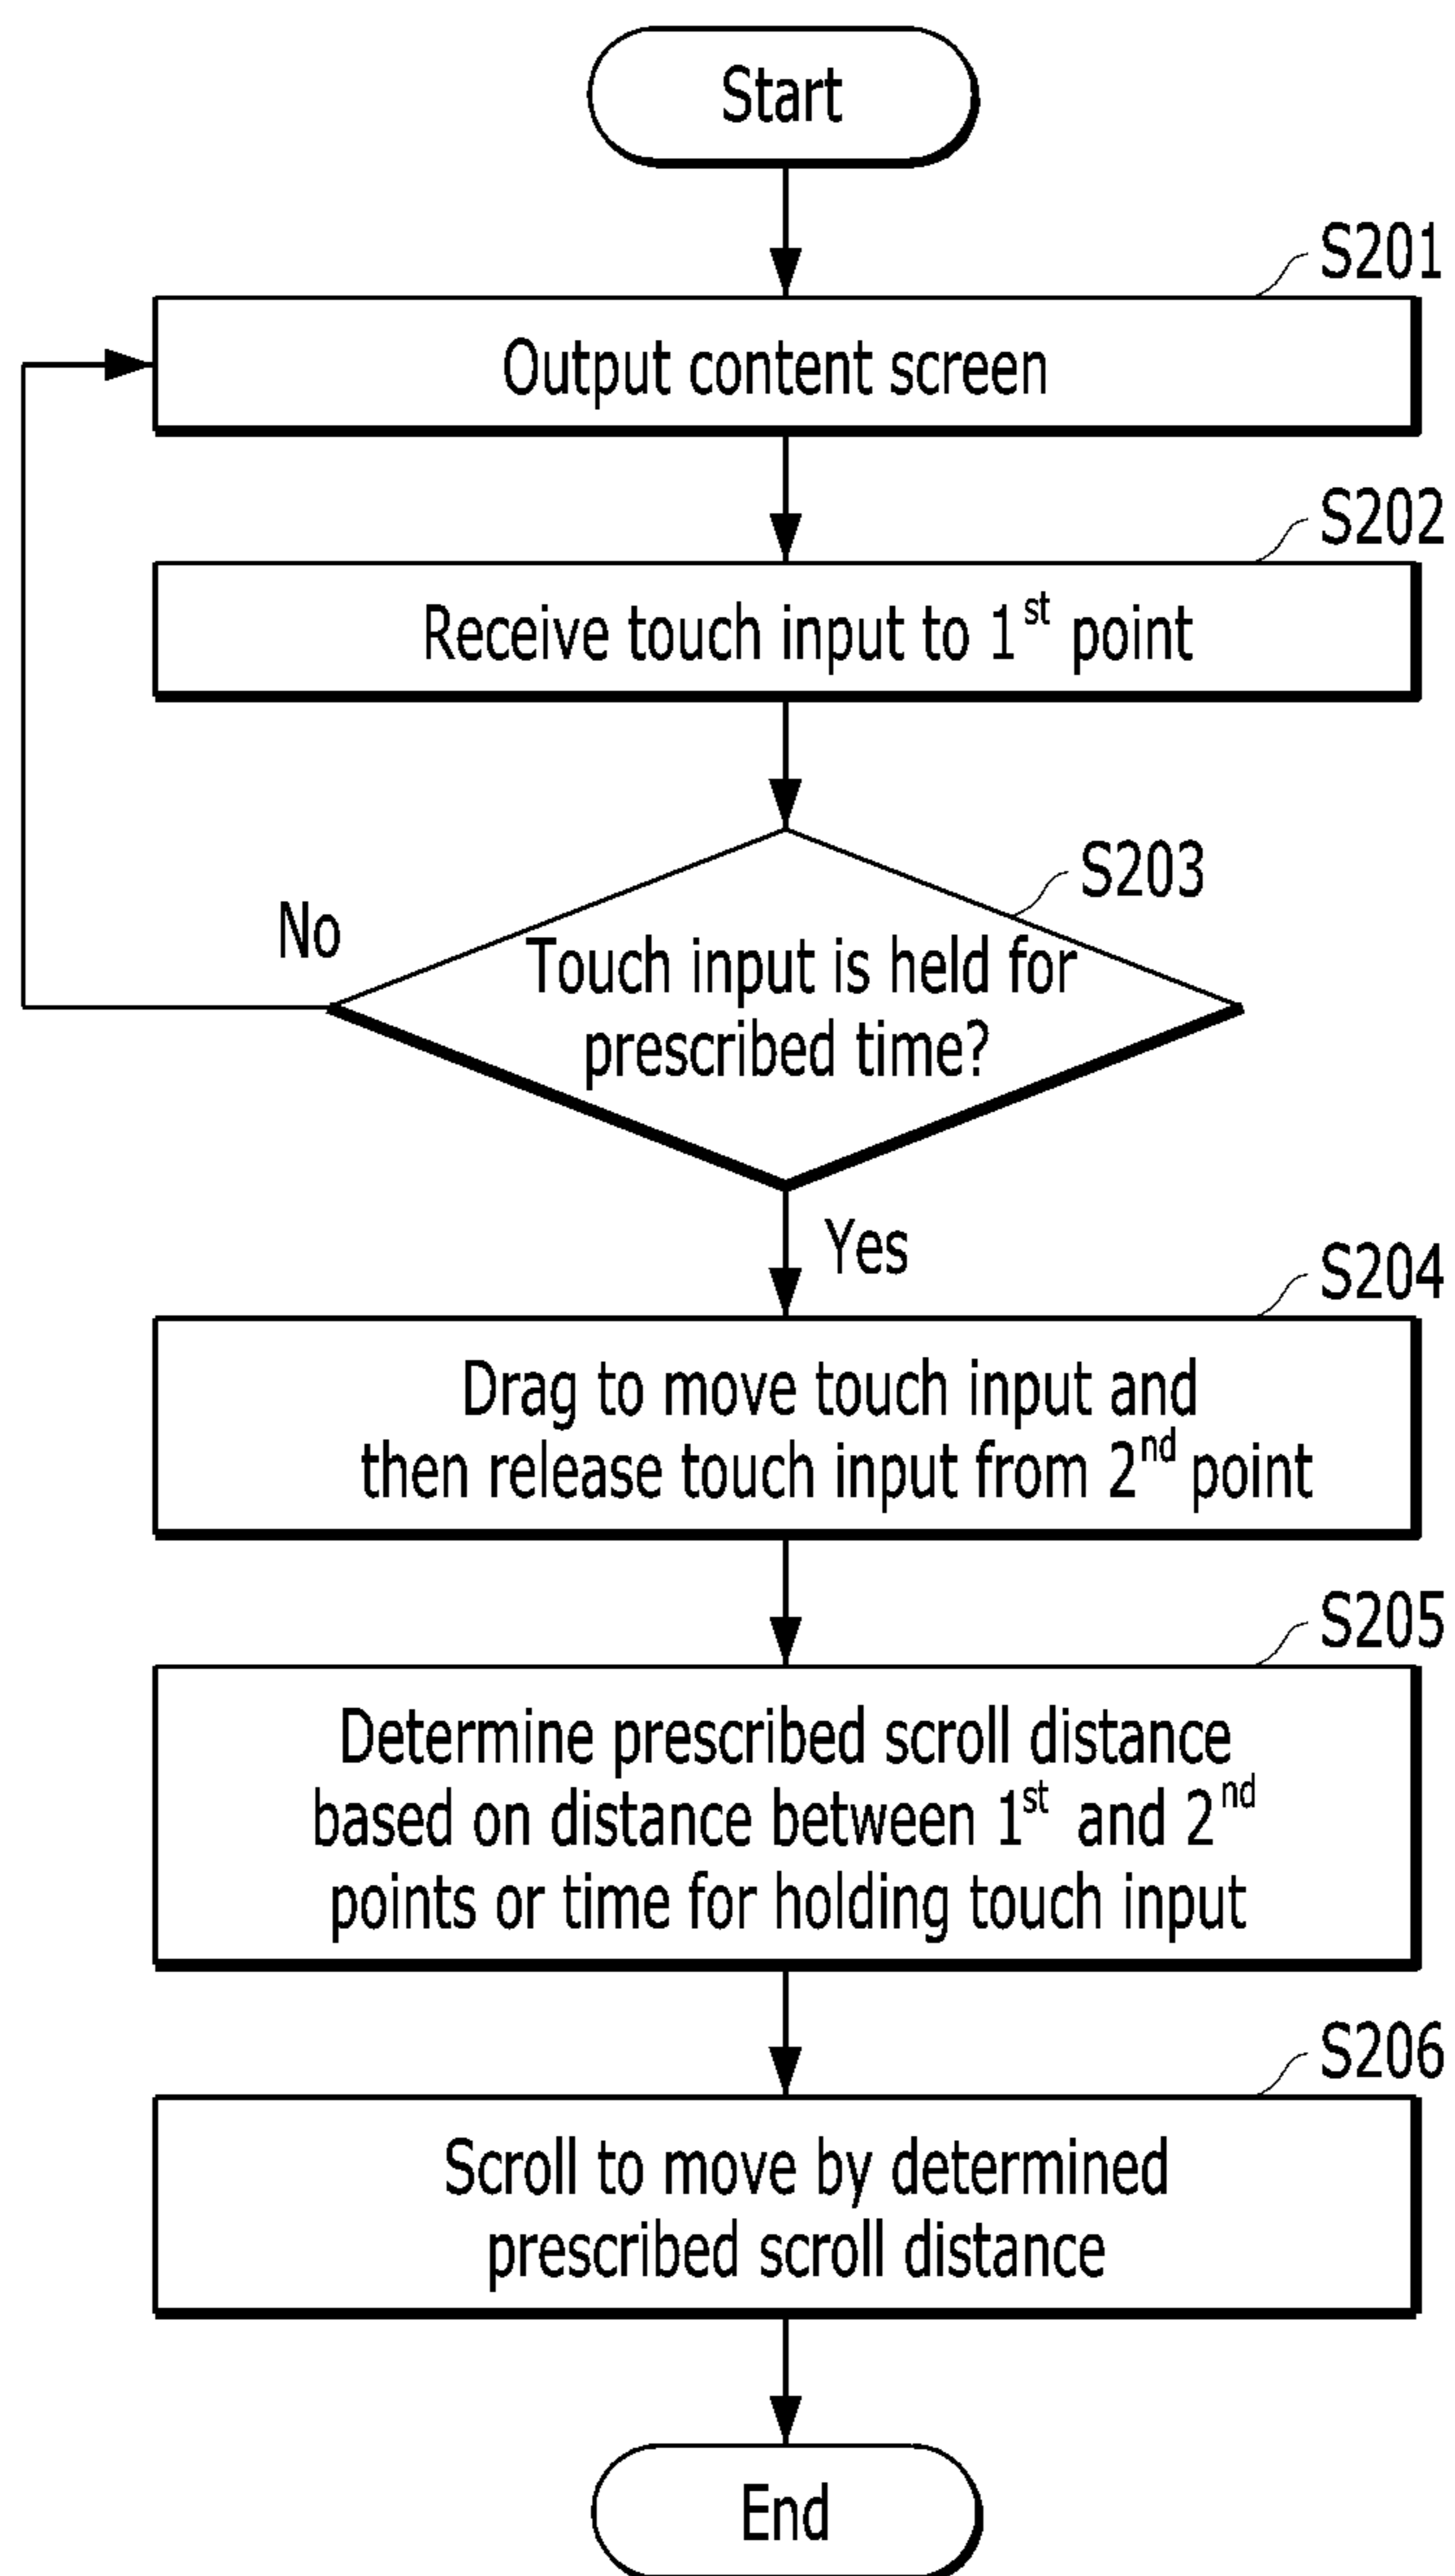 Start
S201
Output content screen
S202
Receive touch input to 1st point
S203
No
Touch input is held for
prescribed time?
Yes
S204
Drag to move touch input and
then release touch input from 2nd point
S205
Determine prescribed scroll distance
based on distance between 1st and 2nd
points or time for holding touch input
S206
Scroll to move by determined
prescribed scroll distance
End